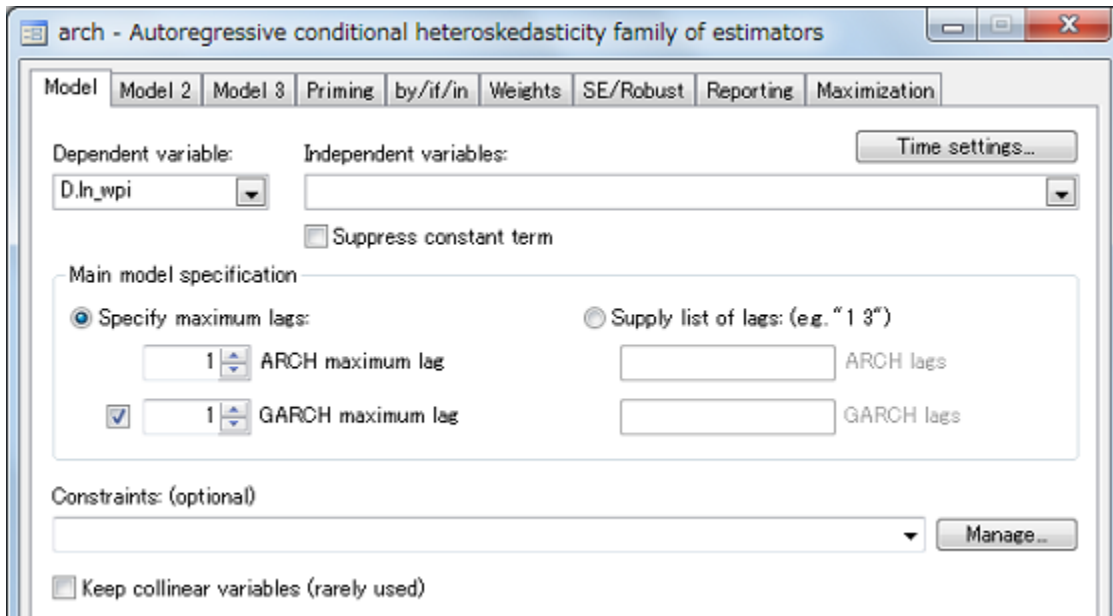 arch - Autoregressive conditional heteroskedasticity family of estimators
Model Model 2 Model 3 Priming by/if/in Weights SE/Robust Reporting Maximization
Time settings...
Dependent variable: Independent variables:
D.ln_wpi
Suppress constant term
Main model specification
Specify maximum lags: Supply list of lags: (e.g. "1 3")
1 ARCH maximum lag ARCH lags
1 GARCH maximum lag GARCH lags
Constraints: (optional)
Manage...
Keep collinear variables (rarely used)